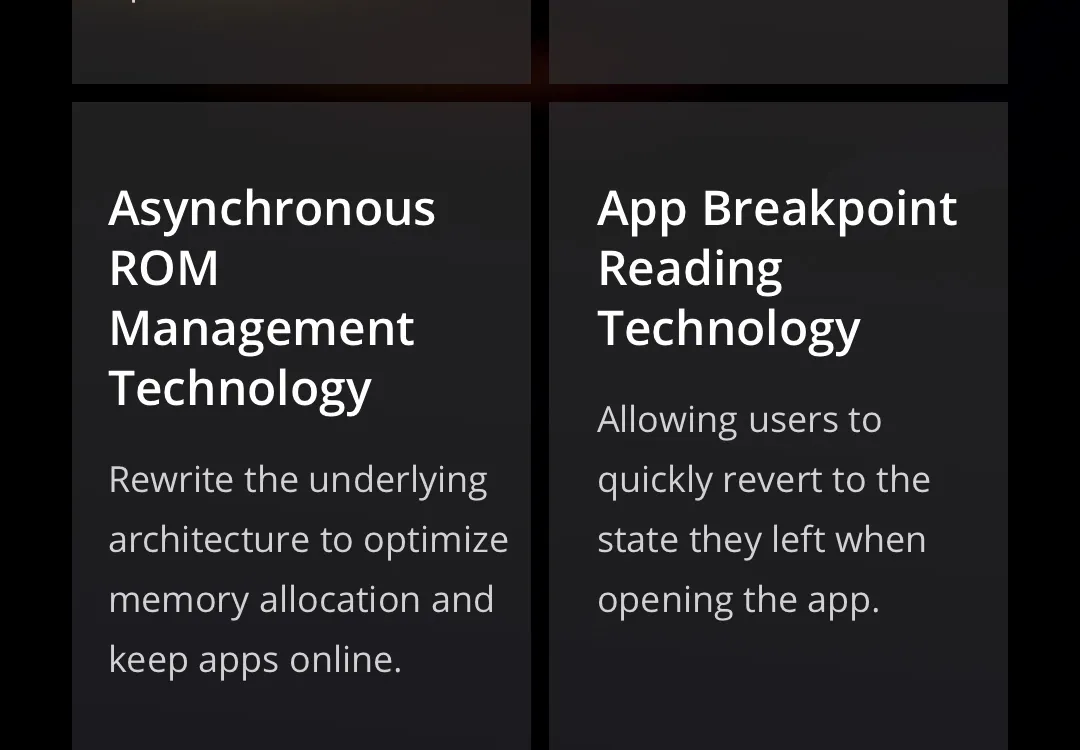 Asynchronous
ROM
Management
Technology
Rewrite the underlying
architecture to optimize
memory allocation and
keep apps online.
App Breakpoint
Reading
Technology
Allowing users to
quickly revert to the
state they left when
opening the app.